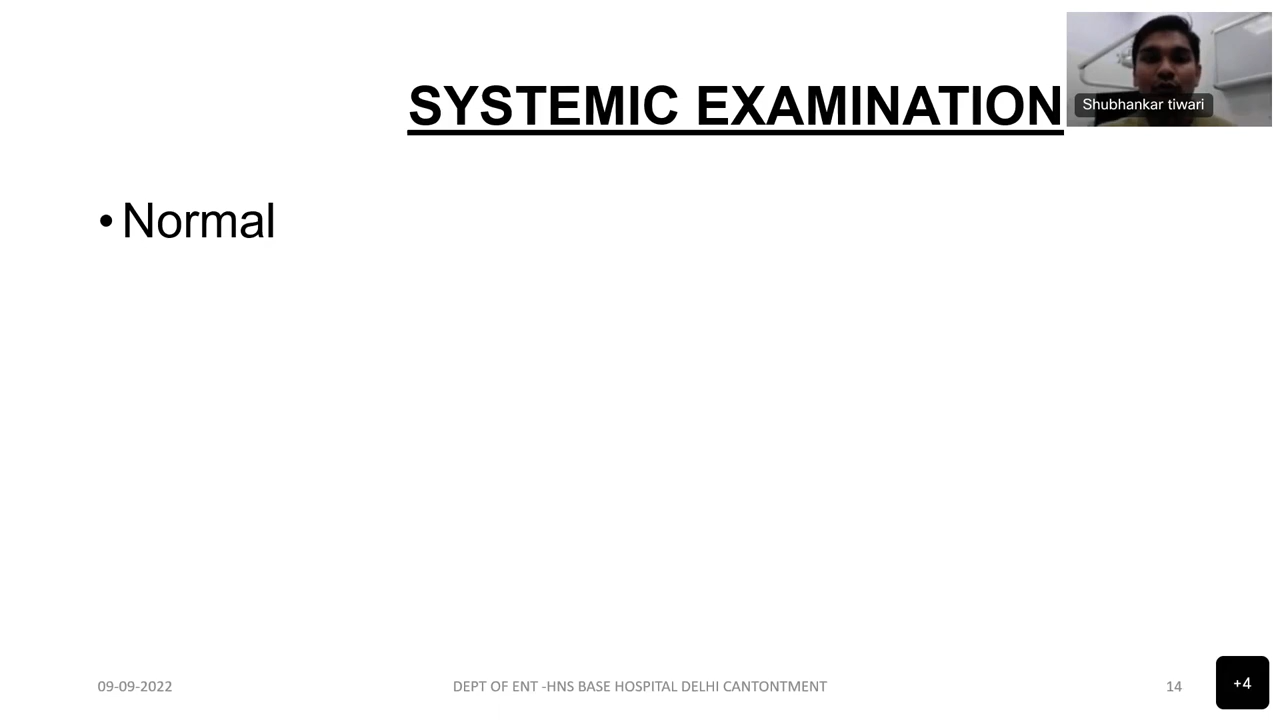 SYSTEMIC EXAMINATION
Shubhankar tiwari
• Normal
09-09-2022
DEPT OF ENT -HNS BASE HOSPITAL DELHI CANTONTMENT
14
+4